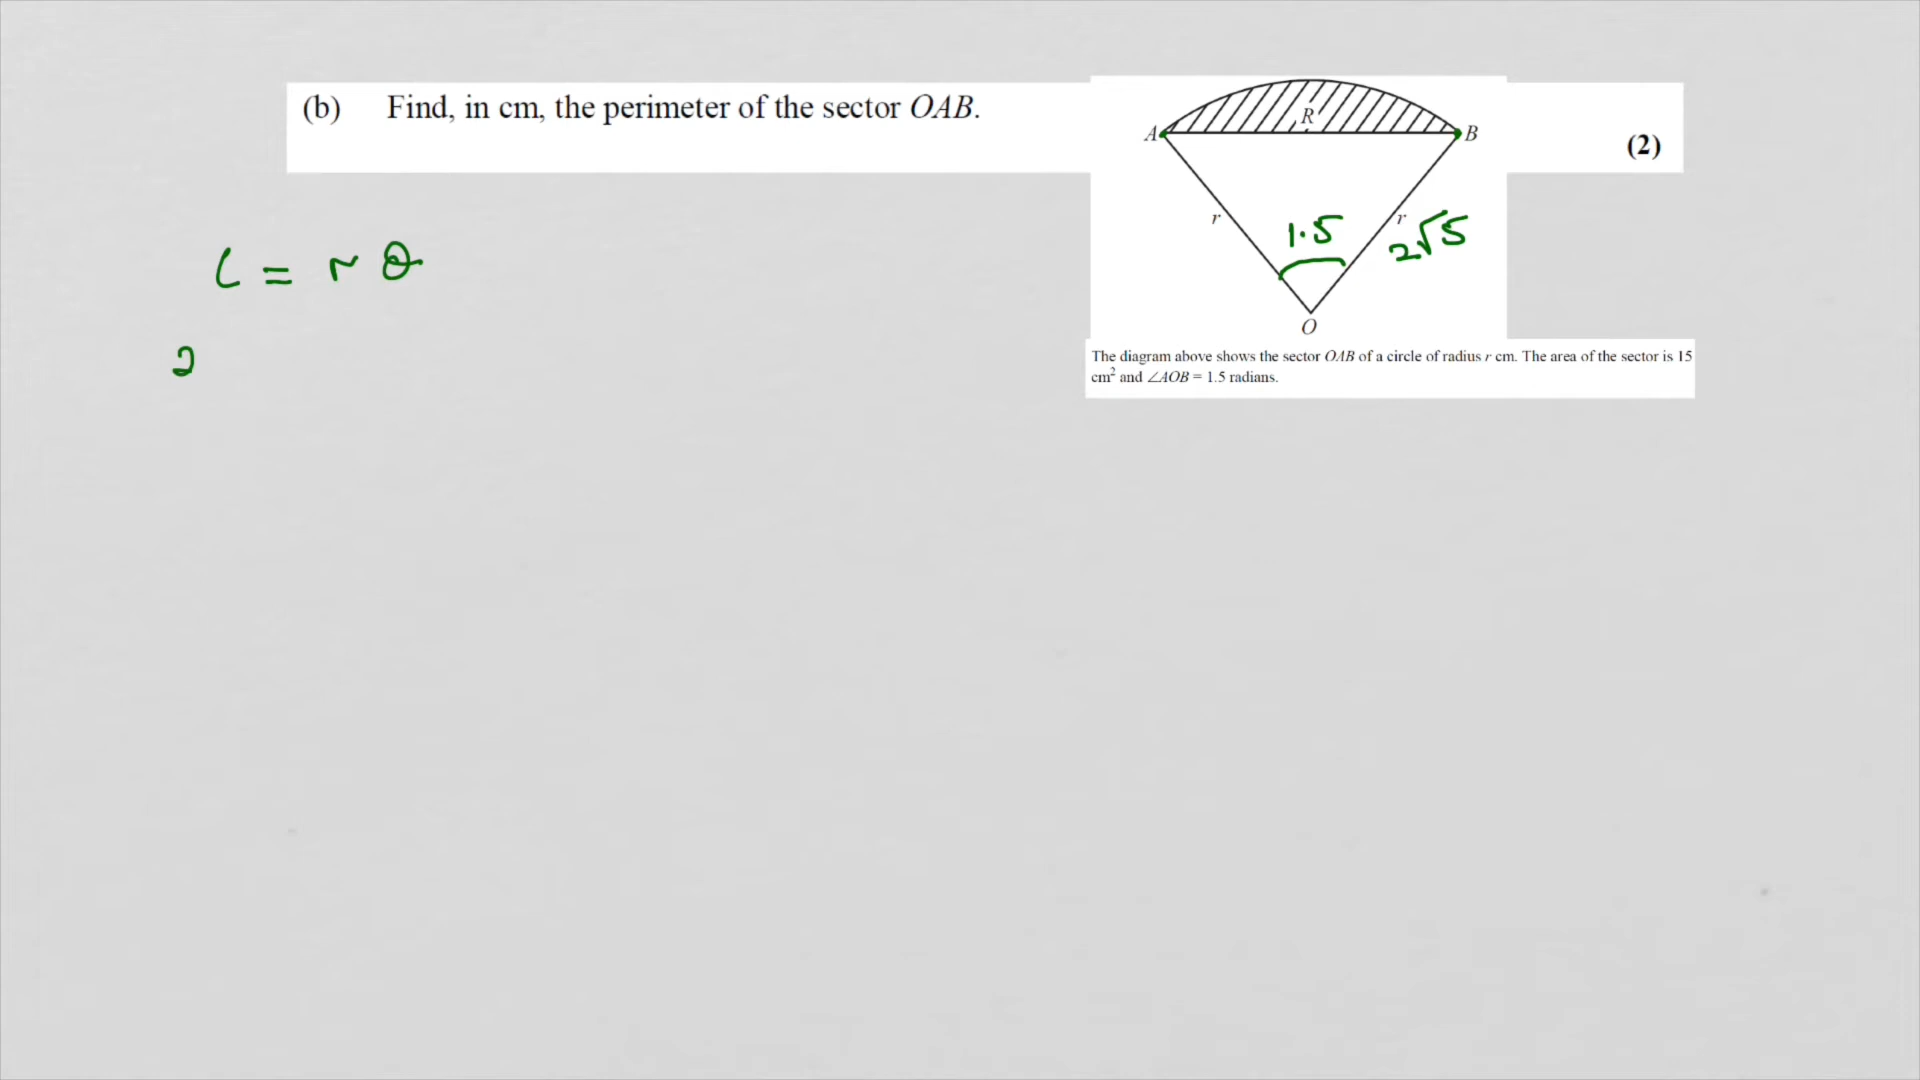 (b) Find, in cm, the perimeter of the sector OAB.
(2)
A
R
B
r
1.5
r
2√5
O
l = r θ
2
The diagram above shows the sector OAB of a circle of radius r cm. The area of the sector is 15
cm² and ∠AOB = 1.5 radians.